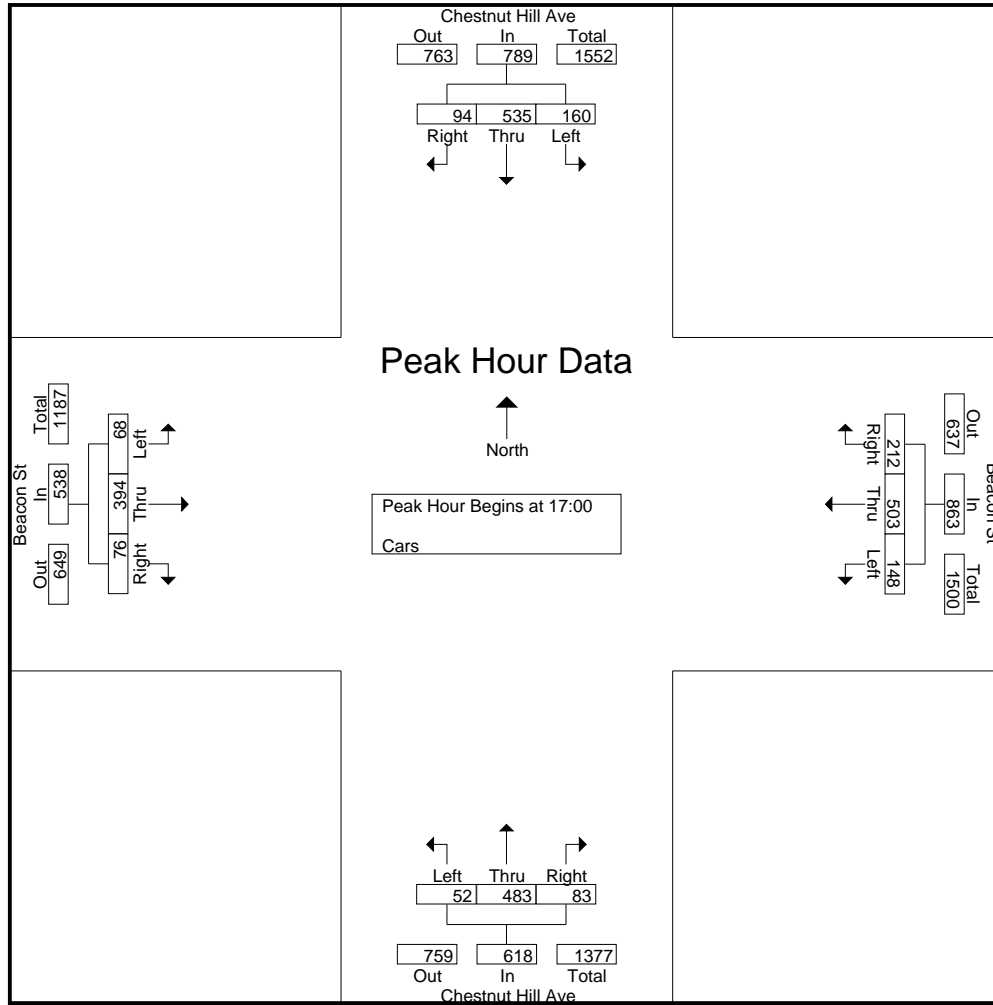 Chestnut Hill Ave
Out In Total
763 789 1552
94 535 160
Right Thru Left
Peak Hour Data
North
Peak Hour Begins at 17:00
Cars
Beacon St
Total In Out
1187 538 649
68 394 76
Left Thru Right
Beacon St
Out In Total
637 863 1500
212 503 148
Right Thru Left
Left Thru Right
52 483 83
759 618 1377
Out In Total
Chestnut Hill Ave